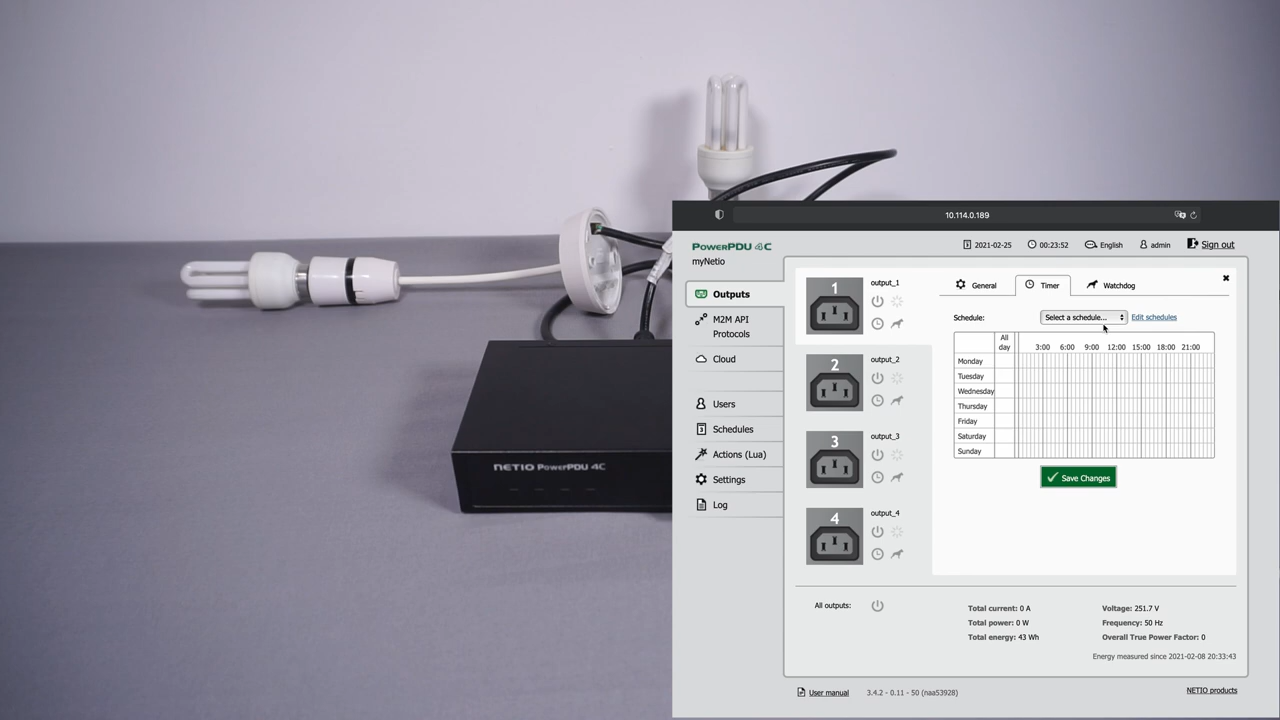 10.114.0.189
PowerPDU 4C
myNetio
2021-02-25
00:23:52
English
admin
Sign out
Outputs
M2M API
Protocols
Cloud
Users
Schedules
Actions (Lua)
Settings
Log
1
output_1
2
output_2
3
output_3
4
output_4
General
Timer
Watchdog
Schedule:
Select a schedule...
Edit schedules
All
day
3:00 6:00 9:00 12:00 15:00 18:00 21:00
Monday
Tuesday
Wednesday
Thursday
Friday
Saturday
Sunday
Save Changes
All outputs:
Total current: 0 A
Total power: 0 W
Total energy: 43 Wh
Voltage: 251.7 V
Frequency: 50 Hz
Overall True Power Factor: 0
Energy measured since 2021-02-08 20:33:43
User manual
3.4.2 - 0.11 - 50 (naa53928)
NETIO products
NETIO PowerPDU 4C